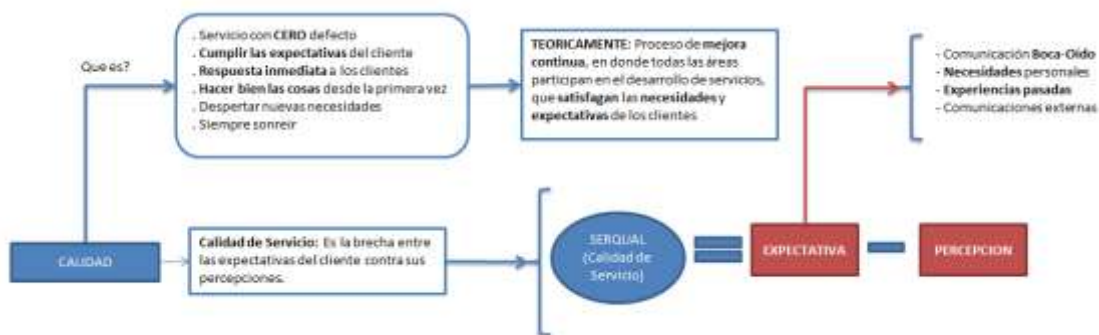 Que es?
. Servicio con CERO defecto
. Cumplir las expectativas del cliente
. Respuesta inmediata a los clientes
. Hacer bien las cosas desde la primera vez
. Despertar nuevas necesidades
. Siempre sonreir
TEORICAMENTE: Proceso de mejora
continua, en donde todas las áreas
participan en el desarrollo de servicios,
que satisfagan las necesidades y
expectativas de los clientes
- Comunicación Boca-Oído
- Necesidades personales
- Experiencias pasadas
- Comunicaciones externas
CALIDAD
Calidad de Servicio: Es la brecha entre
las expectativas del cliente contra sus
percepciones.
SERQUAL
(Calidad de
Servicio)
EXPECTATIVA
PERCEPCION